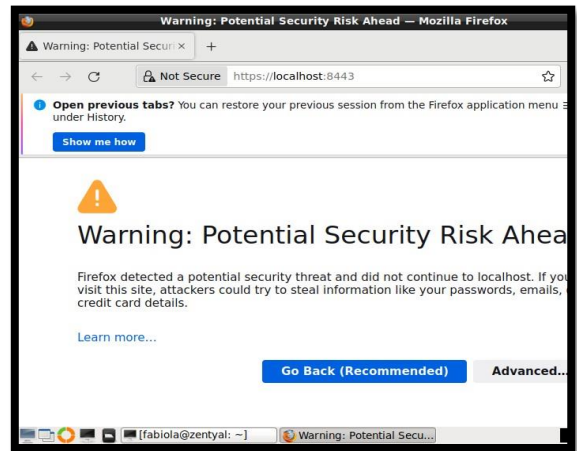 Warning: Potential Security Risk Ahead — Mozilla Firefox
Warning: Potential Securi × +
Not Secure https://localhost:8443
Open previous tabs? You can restore your previous session from the Firefox application menu
under History.
Show me how
Warning: Potential Security Risk Ahea
Firefox detected a potential security threat and did not continue to localhost. If you
visit this site, attackers could try to steal information like your passwords, emails,
credit card details.
Learn more…
Go Back (Recommended) Advanced...
[fabiola@zentyal: ~] Warning: Potential Secu...